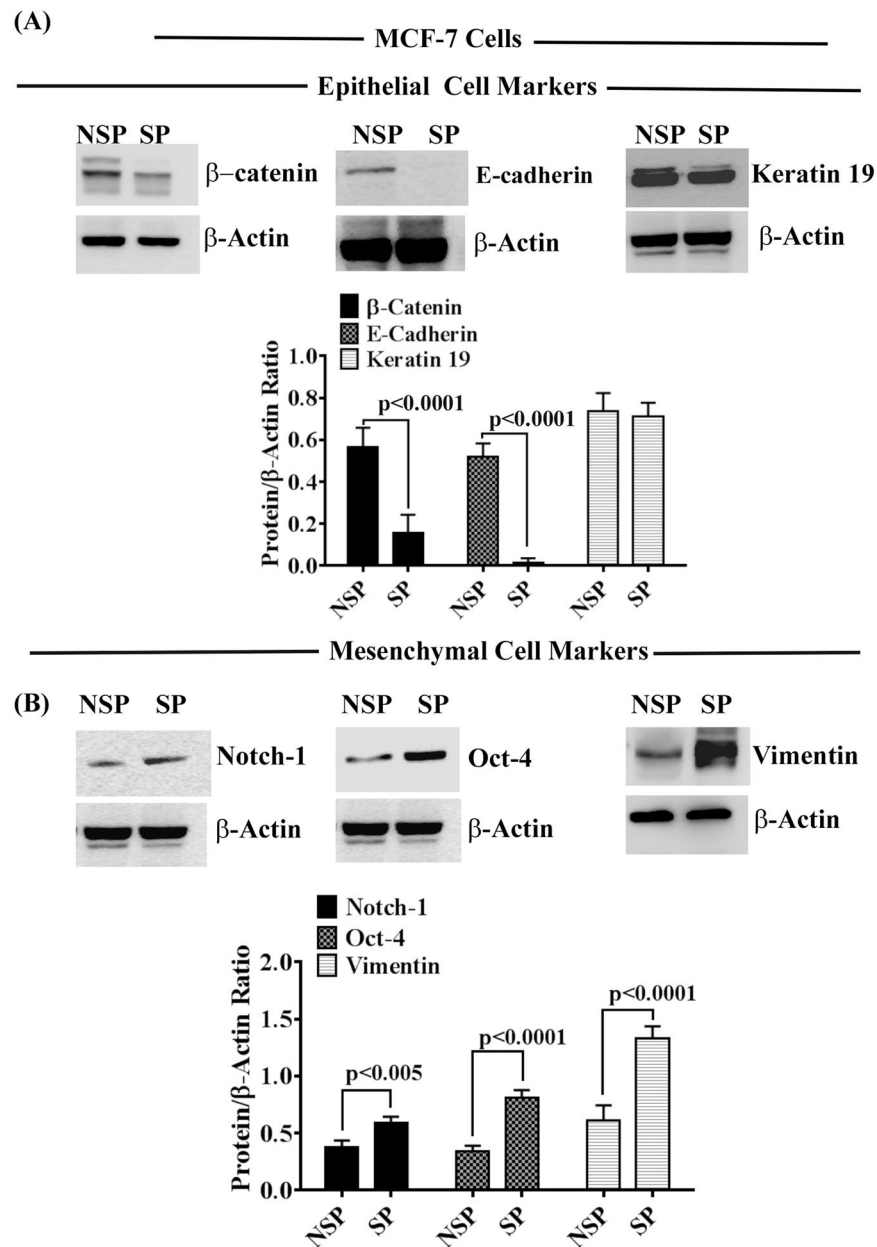 (A)
MCF-7 Cells
Epithelial Cell Markers
NSP SP
β–catenin
β-Actin
NSP SP
E-cadherin
β-Actin
NSP SP
Keratin 19
β-Actin
β-Catenin
E-Cadherin
Keratin 19
Protein/β-Actin Ratio
1.0
0.8
0.6
0.4
0.2
0.0
p<0.0001
p<0.0001
NSP SP NSP SP NSP SP
Mesenchymal Cell Markers
(B)
NSP SP
Notch-1
β-Actin
NSP SP
Oct-4
β-Actin
NSP SP
Vimentin
β-Actin
Notch-1
Oct-4
Vimentin
Protein/β-Actin Ratio
2.0
1.5
1.0
0.5
0.0
p<0.005
p<0.0001
p<0.0001
NSP SP NSP SP NSP SP